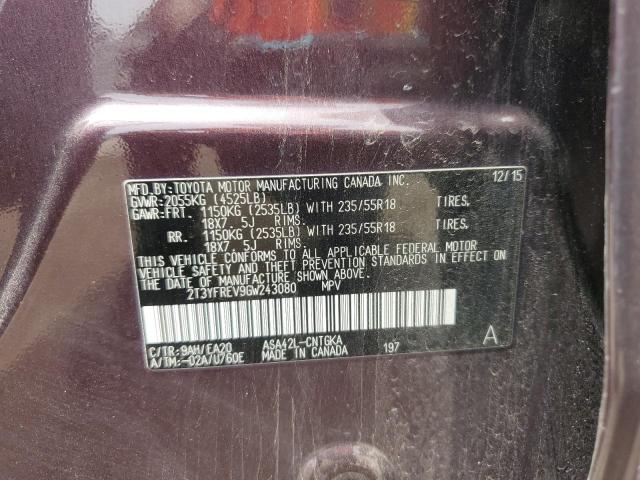 MFD.BY:TOYOTA MOTOR MANUFACTURING CANADA INC. 12/15
GVWR:2055KG (4525LB)
GAWR:FRT. 1150KG (2535LB) WITH 235/55R18 TIRES.
18X7. 5J RIMS.
RR. 1150KG (2535LB) WITH 235/55R18 TIRES.
18X7. 5J RIMS.
THIS VEHICLE CONFORMS TO ALL APPLICABLE FEDERAL MOTOR
VEHICLE SAFETY AND BUMPER STANDARDS IN EFFECT ON
THE DATE OF MANUFACTURE SHOWN ABOVE.
2T3YFREV9GW243080 MPV
A
C/TR:9AH/EA20 ASA42L-CNTGKA
A/TM:-02A/U760E MADE IN CANADA 197